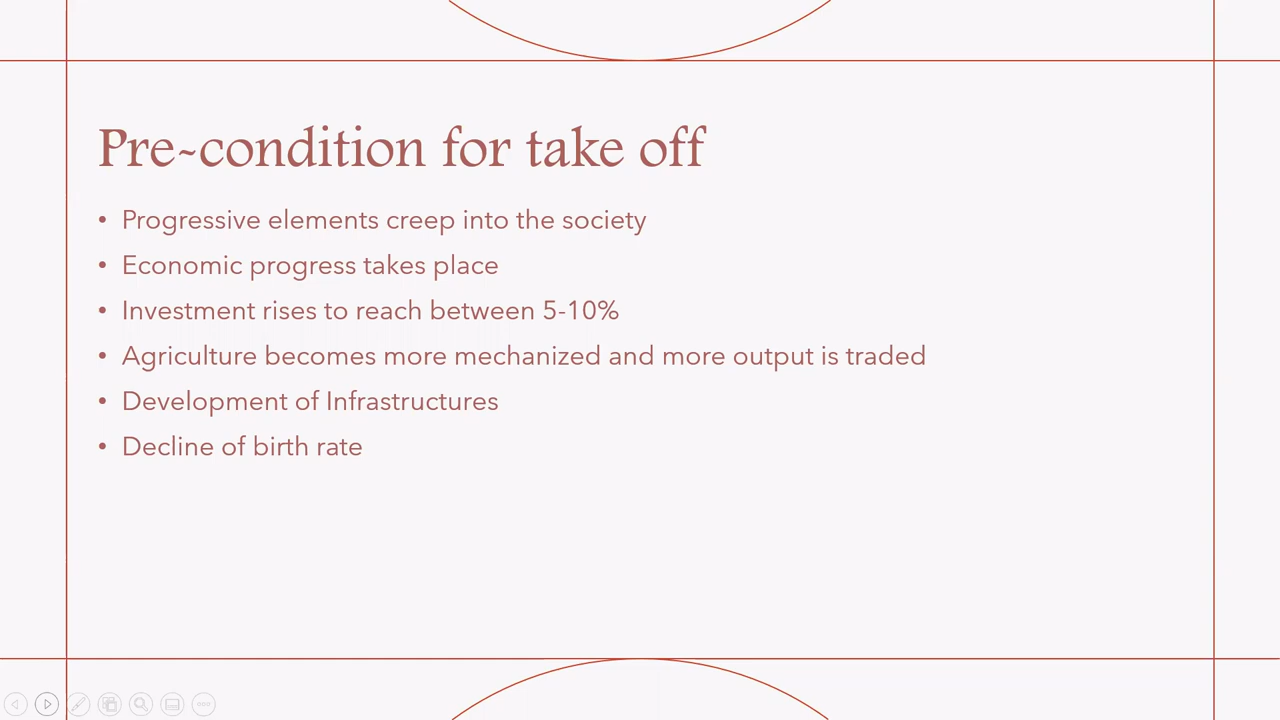 Pre-condition for take off
• Progressive elements creep into the society
• Economic progress takes place
• Investment rises to reach between 5-10%
• Agriculture becomes more mechanized and more output is traded
• Development of Infrastructures
• Decline of birth rate